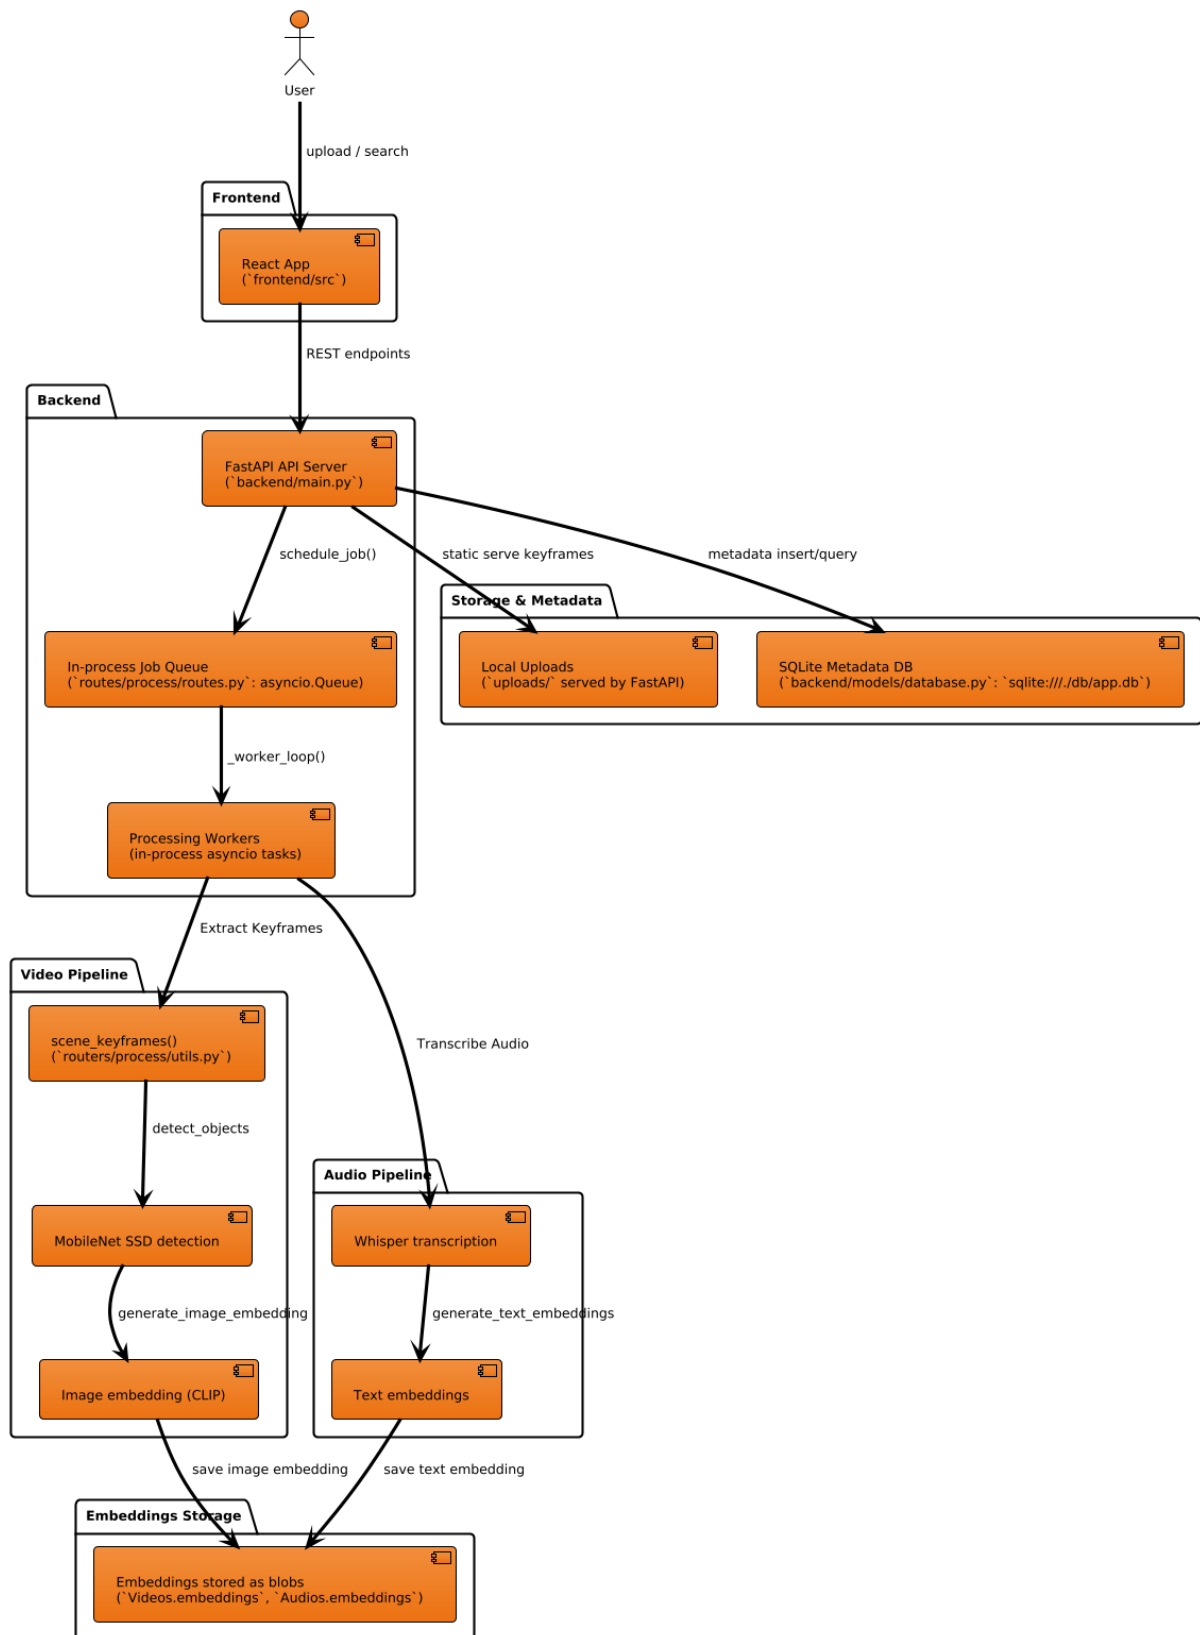 User
upload / search
Frontend
React App
(`frontend/src`)
REST endpoints
Backend
FastAPI API Server
(`backend/main.py`)
schedule_job()
static serve keyframes
metadata insert/query
Storage & Metadata
In-process Job Queue
(`routes/process/routes.py`: asyncio.Queue)
Local Uploads
(`uploads/` served by FastAPI)
SQLite Metadata DB
(`backend/models/database.py`: `sqlite:///./db/app.db`)
_worker_loop()
Processing Workers
(in-process asyncio tasks)
Extract Keyframes
Video Pipeline
scene_keyframes()
(`routers/process/utils.py`)
Transcribe Audio
detect_objects
Audio Pipeline
MobileNet SSD detection
Whisper transcription
generate_image_embedding
generate_text_embeddings
Image embedding (CLIP)
Text embeddings
save image embedding
save text embedding
Embeddings Storage
Embeddings stored as blobs
(`Videos.embeddings`, `Audios.embeddings`)